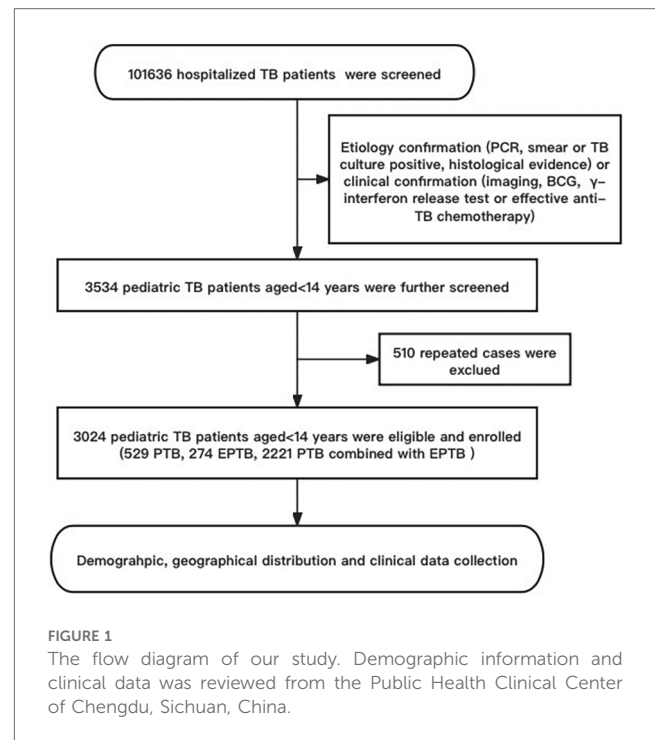 101636 hospitalized TB patients were screened
Etiology confirmation (PCR, smear or TB
culture positive, histological evidence) or
clinical confirmation (imaging, BCG, γ-
interferon release test or effective anti-
TB chemotherapy)
3534 pediatric TB patients aged<14 years were further screened
510 repeated cases were
exclued
3024 pediatric TB patients aged<14 years were eligible and enrolled
(529 PTB, 274 EPTB, 2221 PTB combined with EPTB )
Demograhpic, geographical distribution and clinical data collection
FIGURE 1
The flow diagram of our study. Demographic information and
clinical data was reviewed from the Public Health Clinical Center
of Chengdu, Sichuan, China.